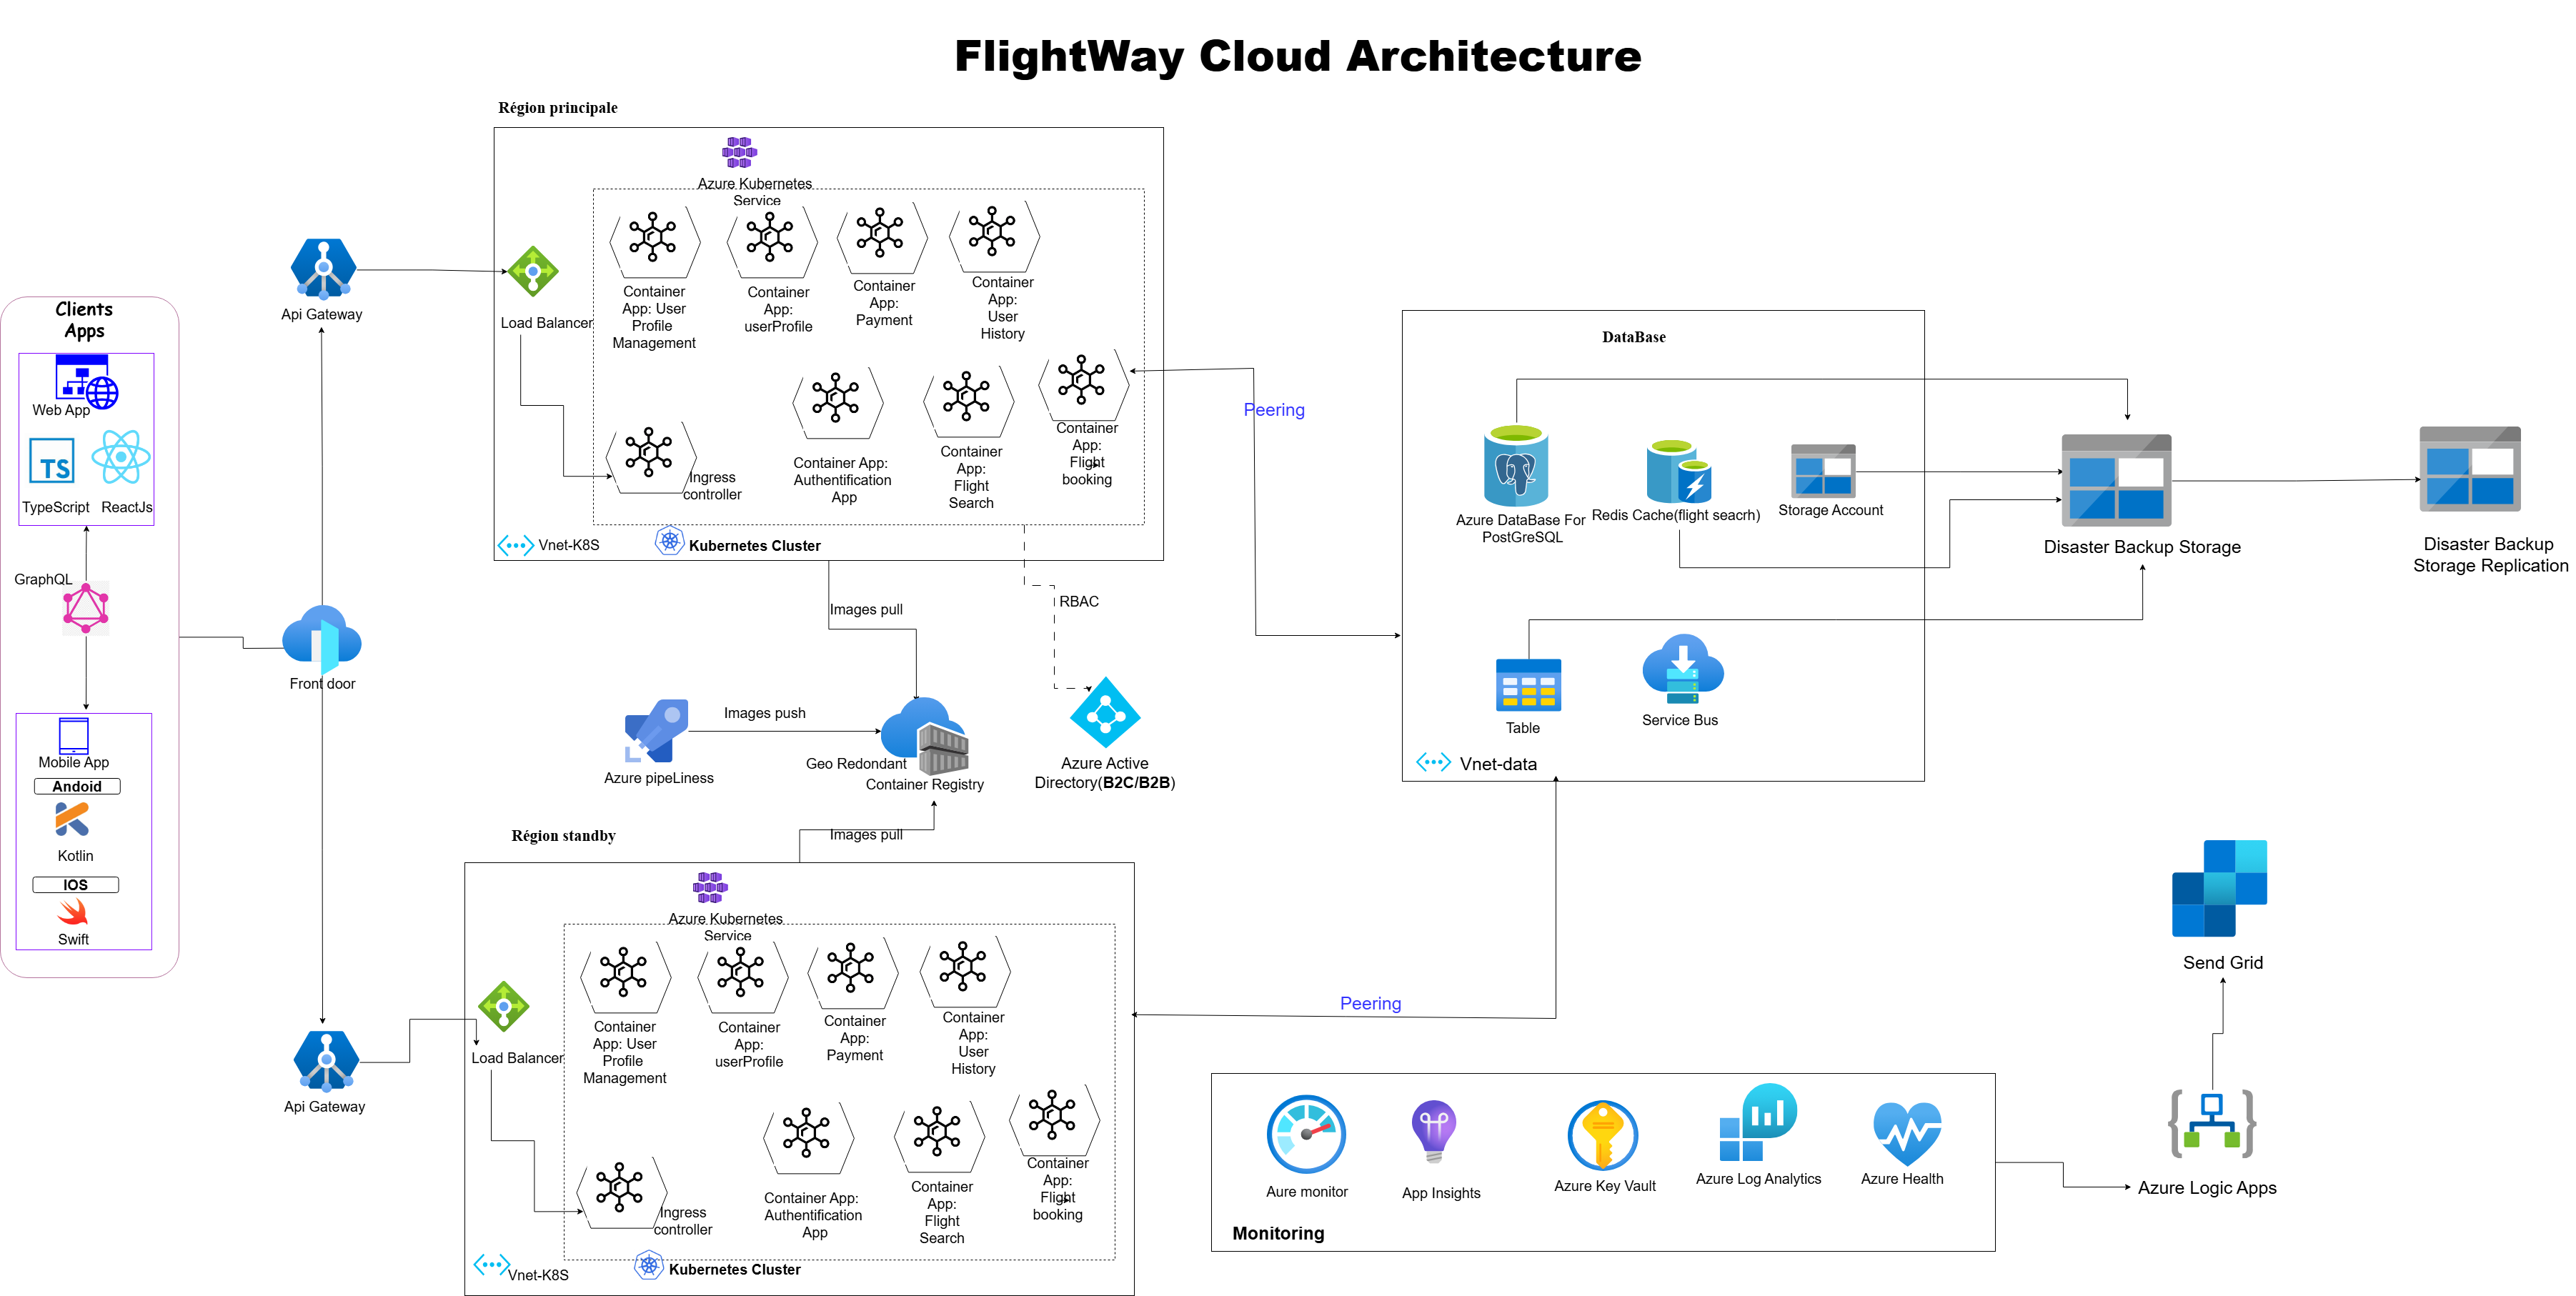 FlightWay Cloud Architecture
Région principale
Azure Kubernetes
Service
Api Gateway
Load Balancer
Container
App: User
Profile
Management
Container
App:
userProfile
Container
App:
Payment
Container
App:
User
History
Ingress
controller
Container App:
Authentification
App
Container
App:
Flight
Search
Container
App:
Flight
booking
Vnet-K8S
Kubernetes Cluster
Clients
Apps
Web App
TS
TypeScript
ReactJs
GraphQL
Mobile App
Andoid
Kotlin
IOS
Swift
Front door
Images pull
RBAC
Images push
Azure pipeLiness
Geo Redondant
Container Registry
Azure Active
Directory(B2C/B2B)
Images pull
Peering
DataBase
Azure DataBase For
PostGreSQL
Redis Cache(flight seacrh)
Storage Account
Table
Service Bus
Vnet-data
Disaster Backup Storage
Disaster Backup
Storage Replication
Région standby
Azure Kubernetes
Service
Api Gateway
Load Balancer
Container
App: User
Profile
Management
Container
App:
userProfile
Container
App:
Payment
Container
App:
User
History
Ingress
controller
Container App:
Authentification
App
Container
App:
Flight
Search
Container
App:
Flight
booking
Vnet-K8S
Kubernetes Cluster
Peering
Aure monitor
App Insights
Azure Key Vault
Azure Log Analytics
Azure Health
Monitoring
Send Grid
Azure Logic Apps